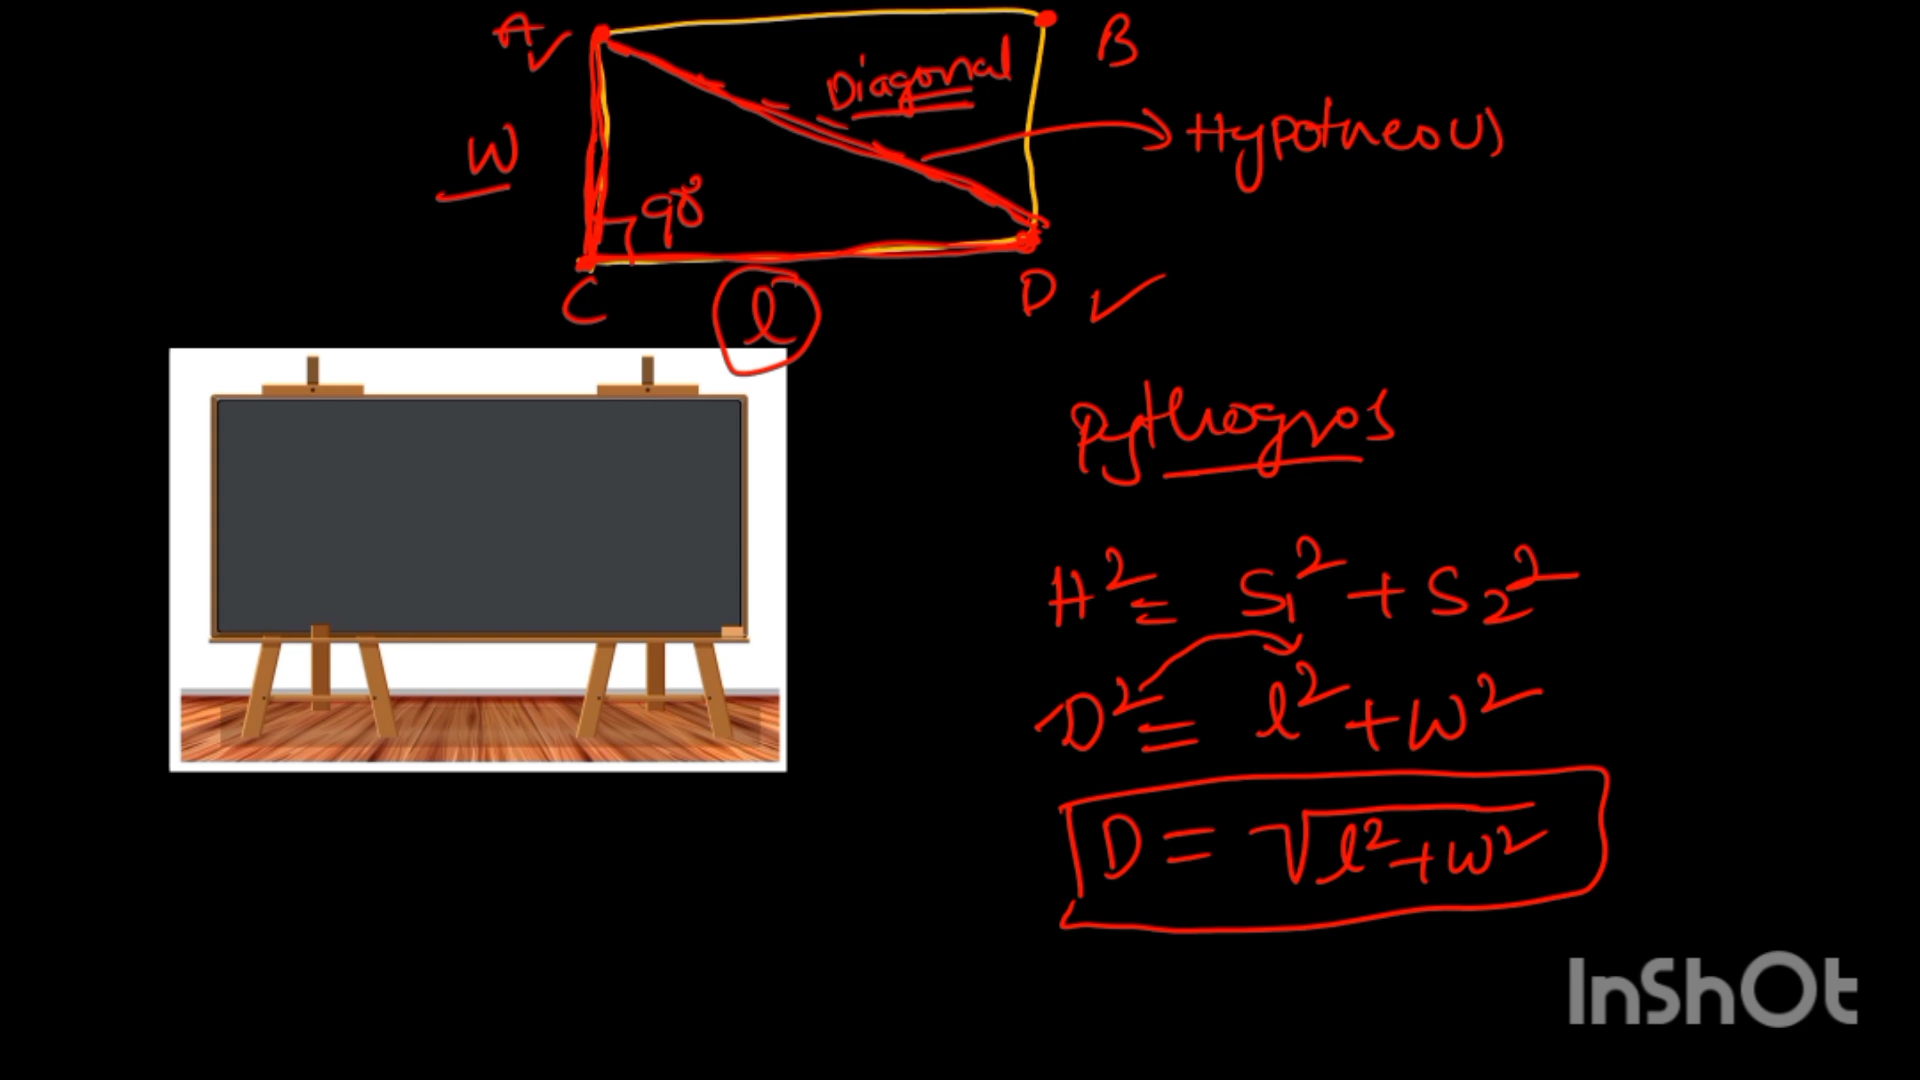 A B
Diagonal
Hypotneous
W
90°
C l D
Pythogros
H² = S₁² + S₂²
D² = l² + w²
D = √l²+w²
InShOt